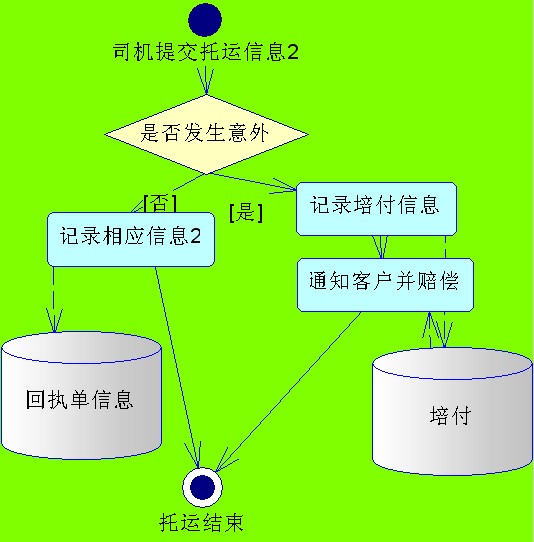 司机提交托运信息2
是否发生意外
[否]
[是]
记录培付信息
记录相应信息2
通知客户并赔偿
回执单信息
培付
托运结束